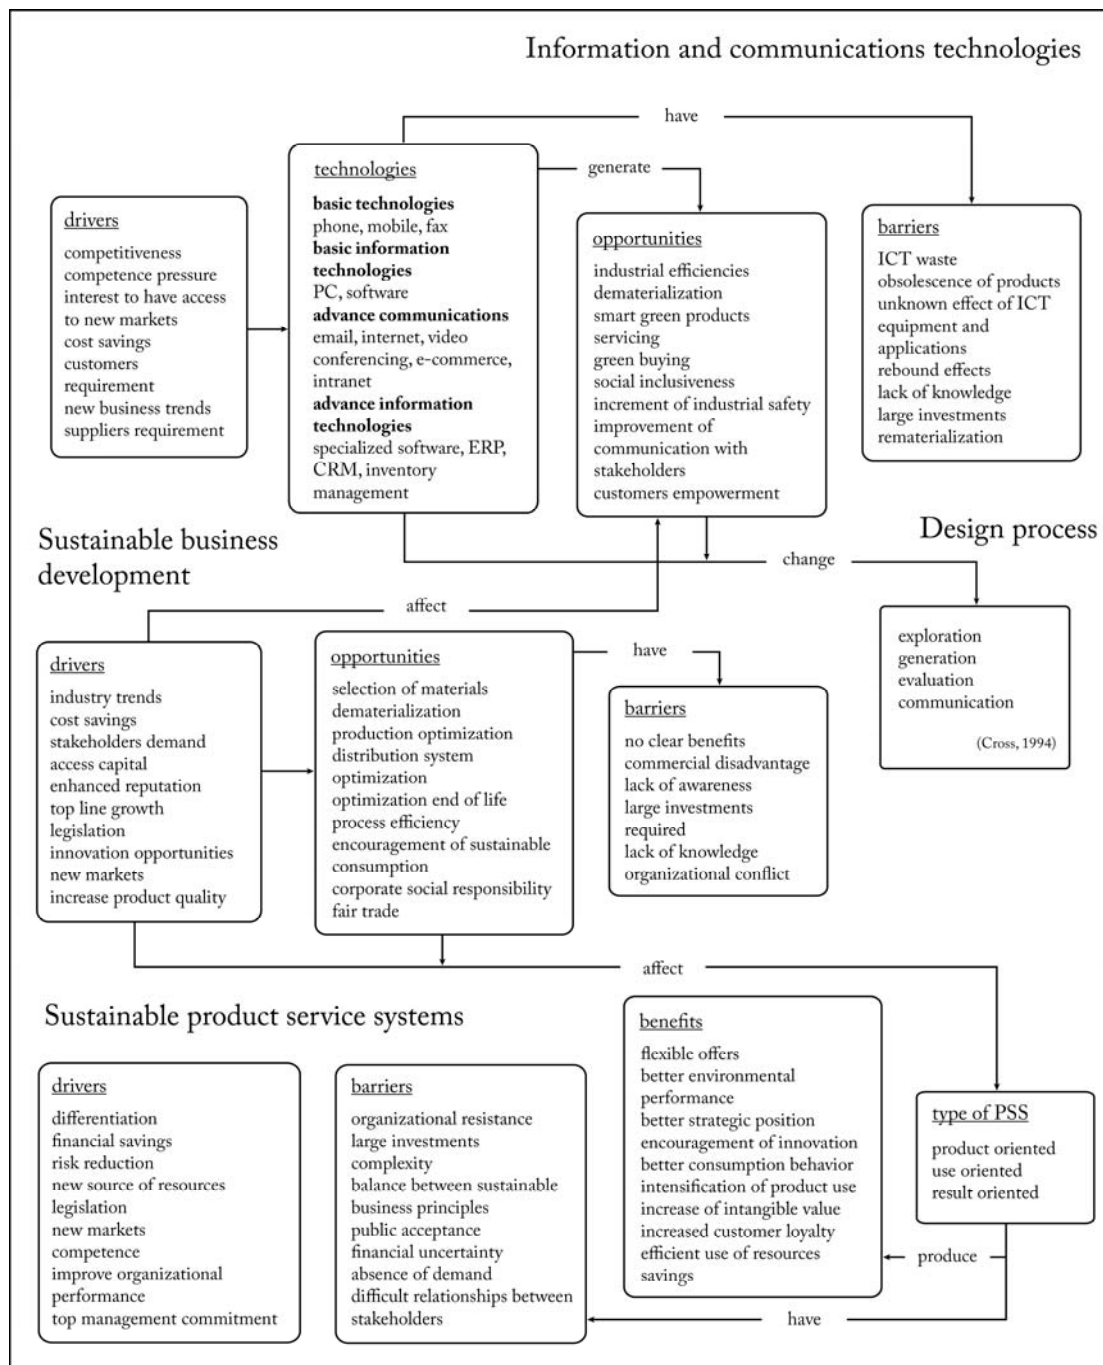 Information and communications technologies
have
technologies
basic technologies
phone, mobile, fax
basic information
technologies
PC, software
advance communications
email, internet, video
conferencing, e-commerce,
intranet
advance information
technologies
specialized software, ERP,
CRM, inventory
management
generate
drivers
competitiveness
competence pressure
interest to have access
to new markets
cost savings
customers
requirement
new business trends
suppliers requirement
opportunities
industrial efficiencies
dematerialization
smart green products
servicing
green buying
social inclusiveness
increment of industrial safety
improvement of
communication with
stakeholders
customers empowerment
barriers
ICT waste
obsolescence of products
unknown effect of ICT
equipment and
applications
rebound effects
lack of knowledge
large investments
rematerialization
Sustainable business
development
Design process
change
affect
exploration
generation
evaluation
communication
(Cross, 1994)
drivers
industry trends
cost savings
stakeholders demand
access capital
enhanced reputation
top line growth
legislation
innovation opportunities
new markets
increase product quality
opportunities
selection of materials
dematerialization
production optimization
distribution system
optimization
optimization end of life
process efficiency
encouragement of sustainable
consumption
corporate social responsibility
fair trade
have
barriers
no clear benefits
commercial disadvantage
lack of awareness
large investments
required
lack of knowledge
organizational conflict
affect
Sustainable product service systems
drivers
differentiation
financial savings
risk reduction
new source of resources
legislation
new markets
competence
improve organizational
performance
top management commitment
barriers
organizational resistance
large investments
complexity
balance between sustainable
business principles
public acceptance
financial uncertainty
absence of demand
difficult relationships between
stakeholders
benefits
flexible offers
better environmental
performance
better strategic position
encouragement of innovation
better consumption behavior
intensification of product use
increase of intangible value
increased customer loyalty
efficient use of resources
savings
type of PSS
product oriented
use oriented
result oriented
produce
have